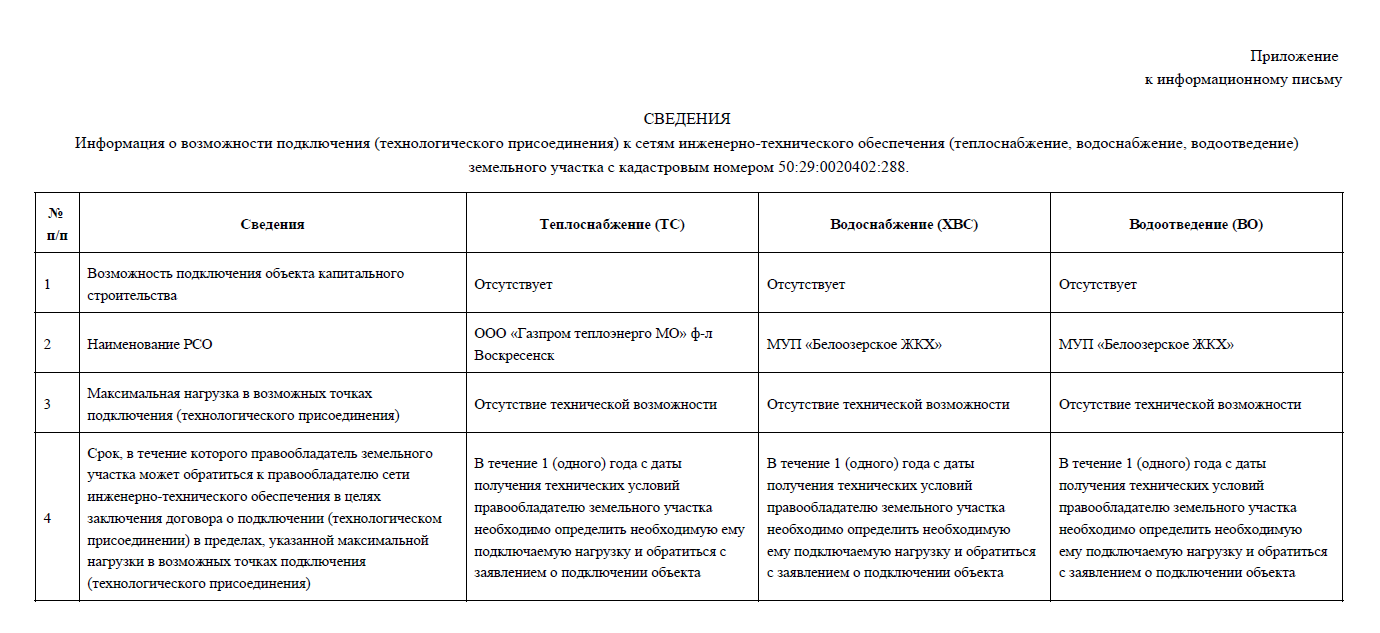 Приложение
к информационному письму
СВЕДЕНИЯ
Информация о возможности подключения (технологического присоединения) к сетям инженерно-технического обеспечения (теплоснабжение, водоснабжение, водоотведение)
земельного участка с кадастровым номером 50:29:0020402:288.
№
п/п
Сведения
Теплоснабжение (ТС)
Водоснабжение (ХВС)
Водоотведение (ВО)
1
Возможность подключения объекта капитального
строительства
Отсутствует
Отсутствует
Отсутствует
2
Наименование РСО
ООО «Газпром теплоэнерго МО» ф-л
Воскресенск
МУП «Белоозерское ЖКХ»
МУП «Белоозерское ЖКХ»
3
Максимальная нагрузка в возможных точках
подключения (технологического присоединения)
Отсутствие технической возможности
Отсутствие технической возможности
Отсутствие технической возможности
4
Срок, в течение которого правообладатель земельного
участка может обратиться к правообладателю сети
инженерно-технического обеспечения в целях
заключения договора о подключении (технологическом
присоединении) в пределах, указанной максимальной
нагрузки в возможных точках подключения
(технологического присоединения)
В течение 1 (одного) года с даты
получения технических условий
правообладателю земельного участка
необходимо определить необходимую ему
подключаемую нагрузку и обратиться с
заявлением о подключении объекта
В течение 1 (одного) года с даты
получения технических условий
правообладателю земельного участка
необходимо определить необходимую
ему подключаемую нагрузку и обратиться
с заявлением о подключении объекта
В течение 1 (одного) года с даты
получения технических условий
правообладателю земельного участка
необходимо определить необходимую
ему подключаемую нагрузку и обратиться
с заявлением о подключении объекта